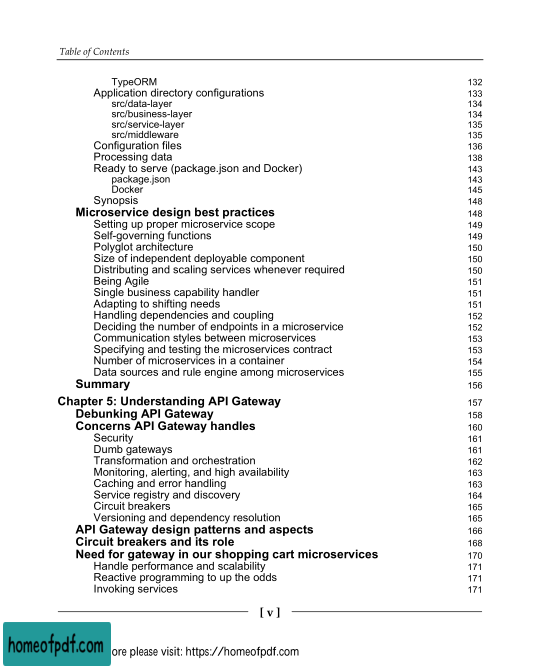 Table of Contents
TypeORM 132
Application directory configurations 133
src/data-layer 134
src/business-layer 134
src/service-layer 135
src/middleware 135
Configuration files 136
Processing data 138
Ready to serve (package.json and Docker) 143
package.json 143
Docker 145
Synopsis 148
Microservice design best practices 148
Setting up proper microservice scope 149
Self-governing functions 149
Polyglot architecture 150
Size of independent deployable component 150
Distributing and scaling services whenever required 150
Being Agile 151
Single business capability handler 151
Adapting to shifting needs 151
Handling dependencies and coupling 152
Deciding the number of endpoints in a microservice 152
Communication styles between microservices 153
Specifying and testing the microservices contract 153
Number of microservices in a container 154
Data sources and rule engine among microservices 155
Summary 156
Chapter 5: Understanding API Gateway 157
Debunking API Gateway 158
Concerns API Gateway handles 160
Security 161
Dumb gateways 161
Transformation and orchestration 162
Monitoring, alerting, and high availability 163
Caching and error handling 163
Service registry and discovery 164
Circuit breakers 165
Versioning and dependency resolution 165
API Gateway design patterns and aspects 166
Circuit breakers and its role 168
Need for gateway in our shopping cart microservices 170
Handle performance and scalability 171
Reactive programming to up the odds 171
Invoking services 171
[ v ]
homeofpdf.com
ore please visit: https://homeofpdf.com